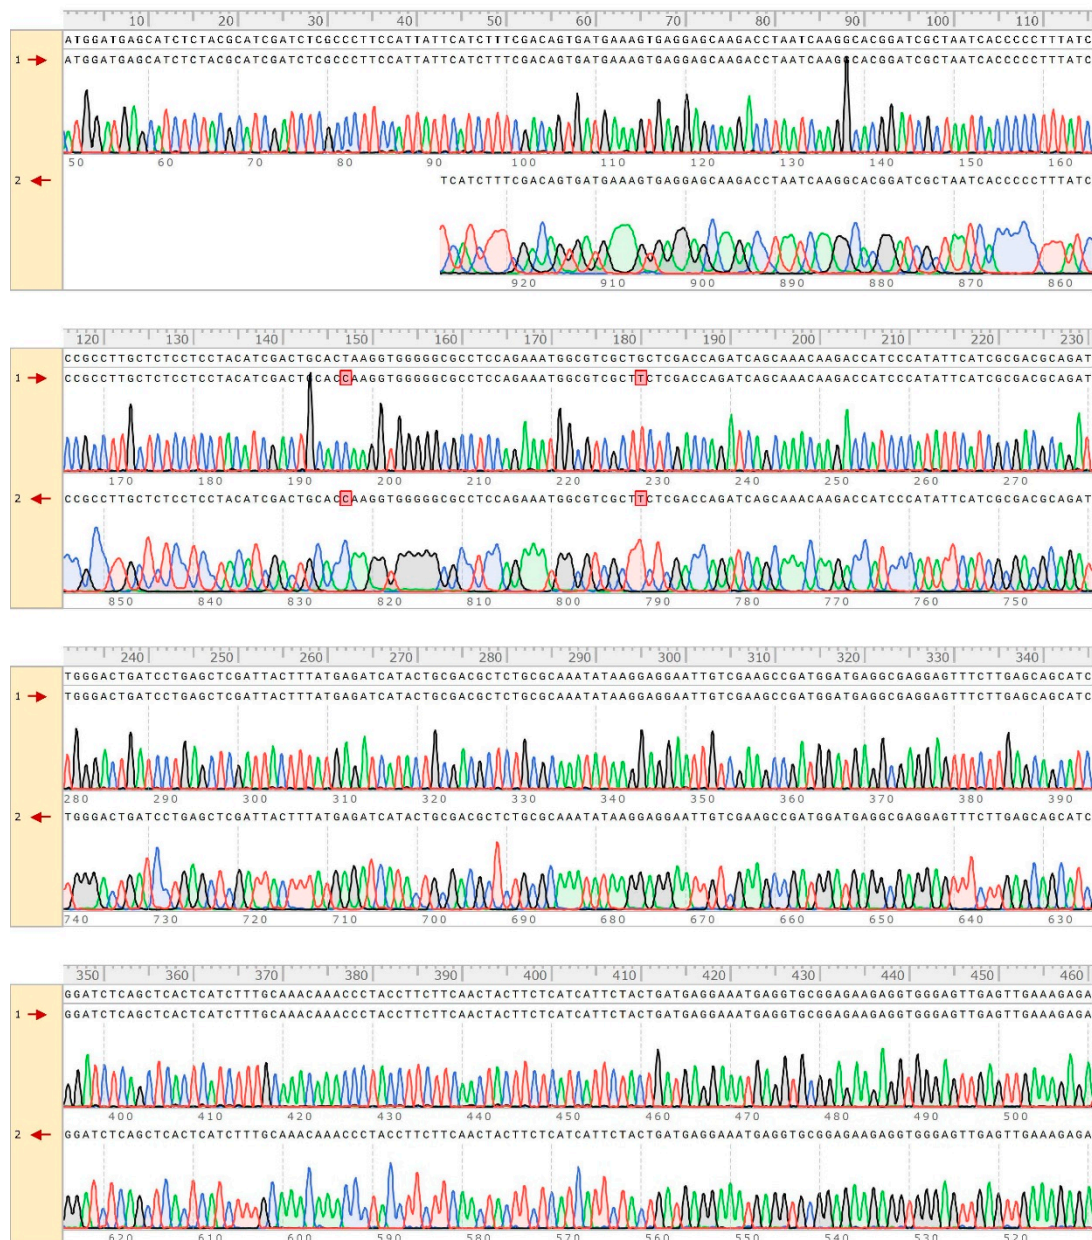 10 20 30 40 50 60 70 80 90 100 110
ATGGATGAGCATCTCTACGCATCGATCTCGCCCTTCCATTATTCATCTTTCGACAGTGATGAAAGTGAGGAGCAAGACCTAATCAAGGCACGGATCGCTAATCACCCCCTTTATC
1 ATGGATGAGCATCTCTACGCATCGATCTCGCCCTTCCATTATTCATCTTTCGACAGTGATGAAAGTGAGGAGCAAGACCTAATCAAGGCACGGATCGCTAATCACCCCCTTTATC
50 60 70 80 90 100 110 120 130 140 150 160
2 TCATCTTTCGACAGTGATGAAAGTGAGGAGCAAGACCTAATCAAGGCACGGATCGCTAATCACCCCCTTTATC
920 910 900 890 880 870 860
120 130 140 150 160 170 180 190 200 210 220 230
CCGCCTTGCTCTCCTCCTACATCGACTGCACTAAGGTGGGGGCGCCTCCAGAAATGGCGTCGCTGCTCGACCAGATCAGCAAACAAGACCATCCCATATTCATCGCGACGCAGAT
1 CCGCCTTGCTCTCCTCCTACATCGACTGCACCAAGGTGGGGGCGCCTCCAGAAATGGCGTCGCTTCTCGACCAGATCAGCAAACAAGACCATCCCATATTCATCGCGACGCAGAT
170 180 190 200 210 220 230 240 250 260 270
2 CCGCCTTGCTCTCCTCCTACATCGACTGCACCAAGGTGGGGGCGCCTCCAGAAATGGCGTCGCTTCTCGACCAGATCAGCAAACAAGACCATCCCATATTCATCGCGACGCAGAT
850 840 830 820 810 800 790 780 770 760 750
240 250 260 270 280 290 300 310 320 330 340
TGGGACTGATCCTGAGCTCGATTACTTTATGAGATCATACTGCGACGCTCTGCGCAAATATAAGGAGGAATTGTCGAAGCCGATGGATGAGGCGAGGAGTTTCTTGAGCAGCATC
1 TGGGACTGATCCTGAGCTCGATTACTTTATGAGATCATACTGCGACGCTCTGCGCAAATATAAGGAGGAATTGTCGAAGCCGATGGATGAGGCGAGGAGTTTCTTGAGCAGCATC
280 290 300 310 320 330 340 350 360 370 380 390
2 TGGGACTGATCCTGAGCTCGATTACTTTATGAGATCATACTGCGACGCTCTGCGCAAATATAAGGAGGAATTGTCGAAGCCGATGGATGAGGCGAGGAGTTTCTTGAGCAGCATC
740 730 720 710 700 690 680 670 660 650 640 630
350 360 370 380 390 400 410 420 430 440 450 460
GGATCTCAGCTCACTCATCTTTGCAAACAAACCCTACCTTCTTCAACTACTTCTCATCATTCTACTGATGAGGAAATGAGGTGCGGAGAAGAGGTGGGAGTTGAGTTGAAAGAGA
1 GGATCTCAGCTCACTCATCTTTGCAAACAAACCCTACCTTCTTCAACTACTTCTCATCATTCTACTGATGAGGAAATGAGGTGCGGAGAAGAGGTGGGAGTTGAGTTGAAAGAGA
400 410 420 430 440 450 460 470 480 490 500
2 GGATCTCAGCTCACTCATCTTTGCAAACAAACCCTACCTTCTTCAACTACTTCTCATCATTCTACTGATGAGGAAATGAGGTGCGGAGAAGAGGTGGGAGTTGAGTTGAAAGAGA
620 610 600 590 580 570 560 550 540 530 520